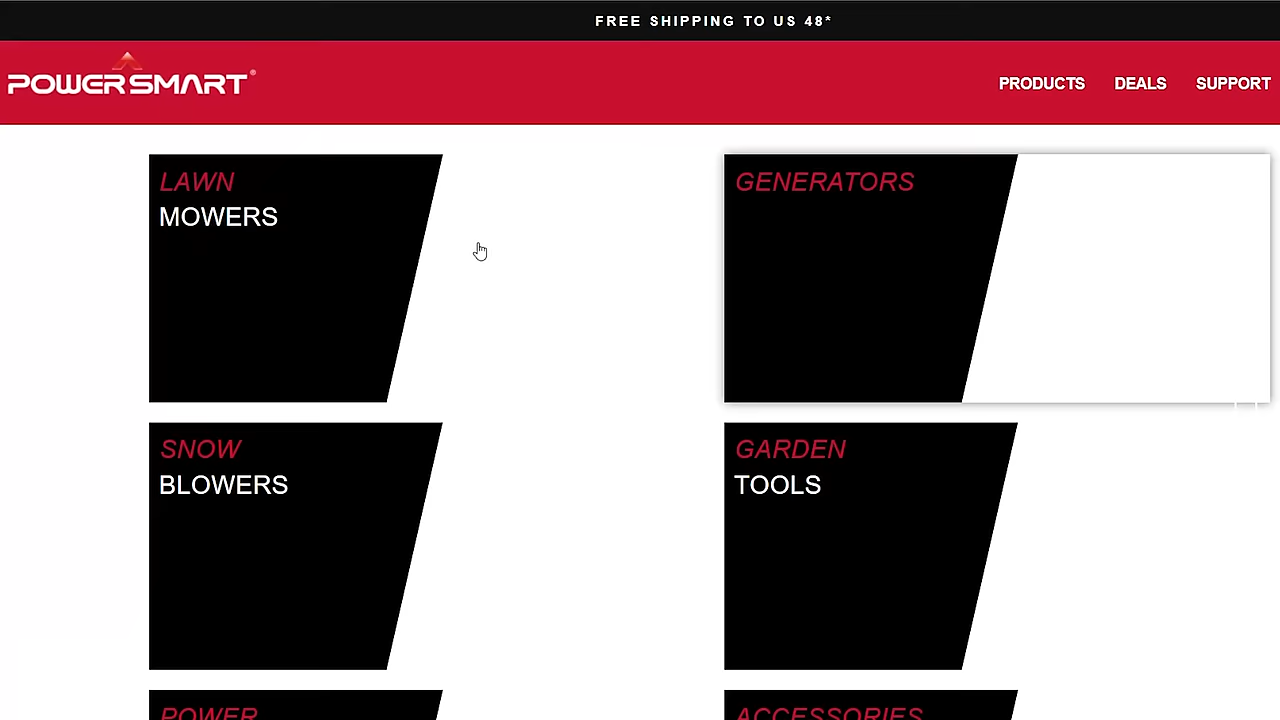 FREE SHIPPING TO US 48*
POWERSMART®
PRODUCTS DEALS SUPPORT
LAWN
MOWERS
GENERATORS
SNOW
BLOWERS
GARDEN
TOOLS
POWER
ACCESSORIES